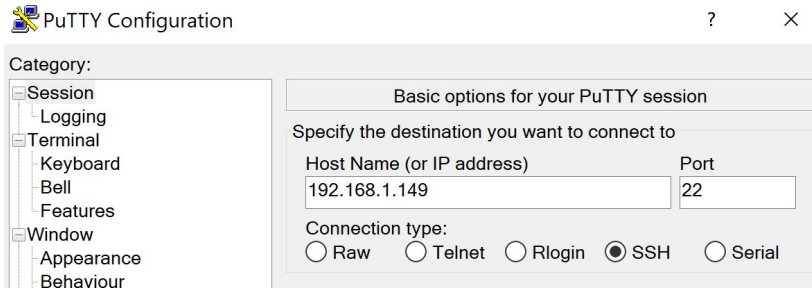 PuTTY Configuration
?
×
Category:
Session
Logging
Terminal
Keyboard
Bell
Features
Window
Appearance
Behaviour
Basic options for your PuTTY session
Specify the destination you want to connect to
Host Name (or IP address) Port
192.168.1.149 22
Connection type:
Raw Telnet Rlogin SSH Serial